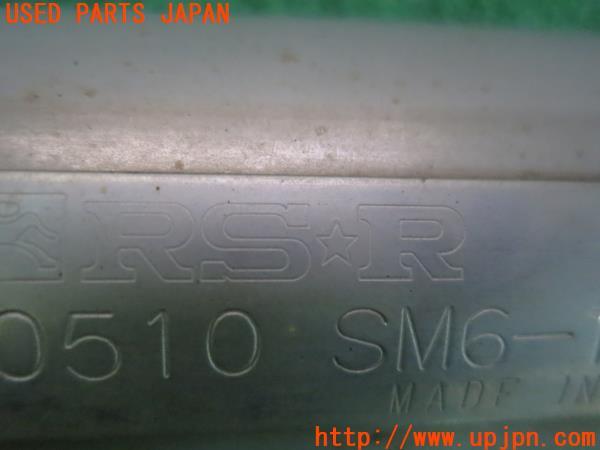 USED PARTS JAPAN
RS☆R
0510 SM6-
MADE IN
http://www.upjpn.com/